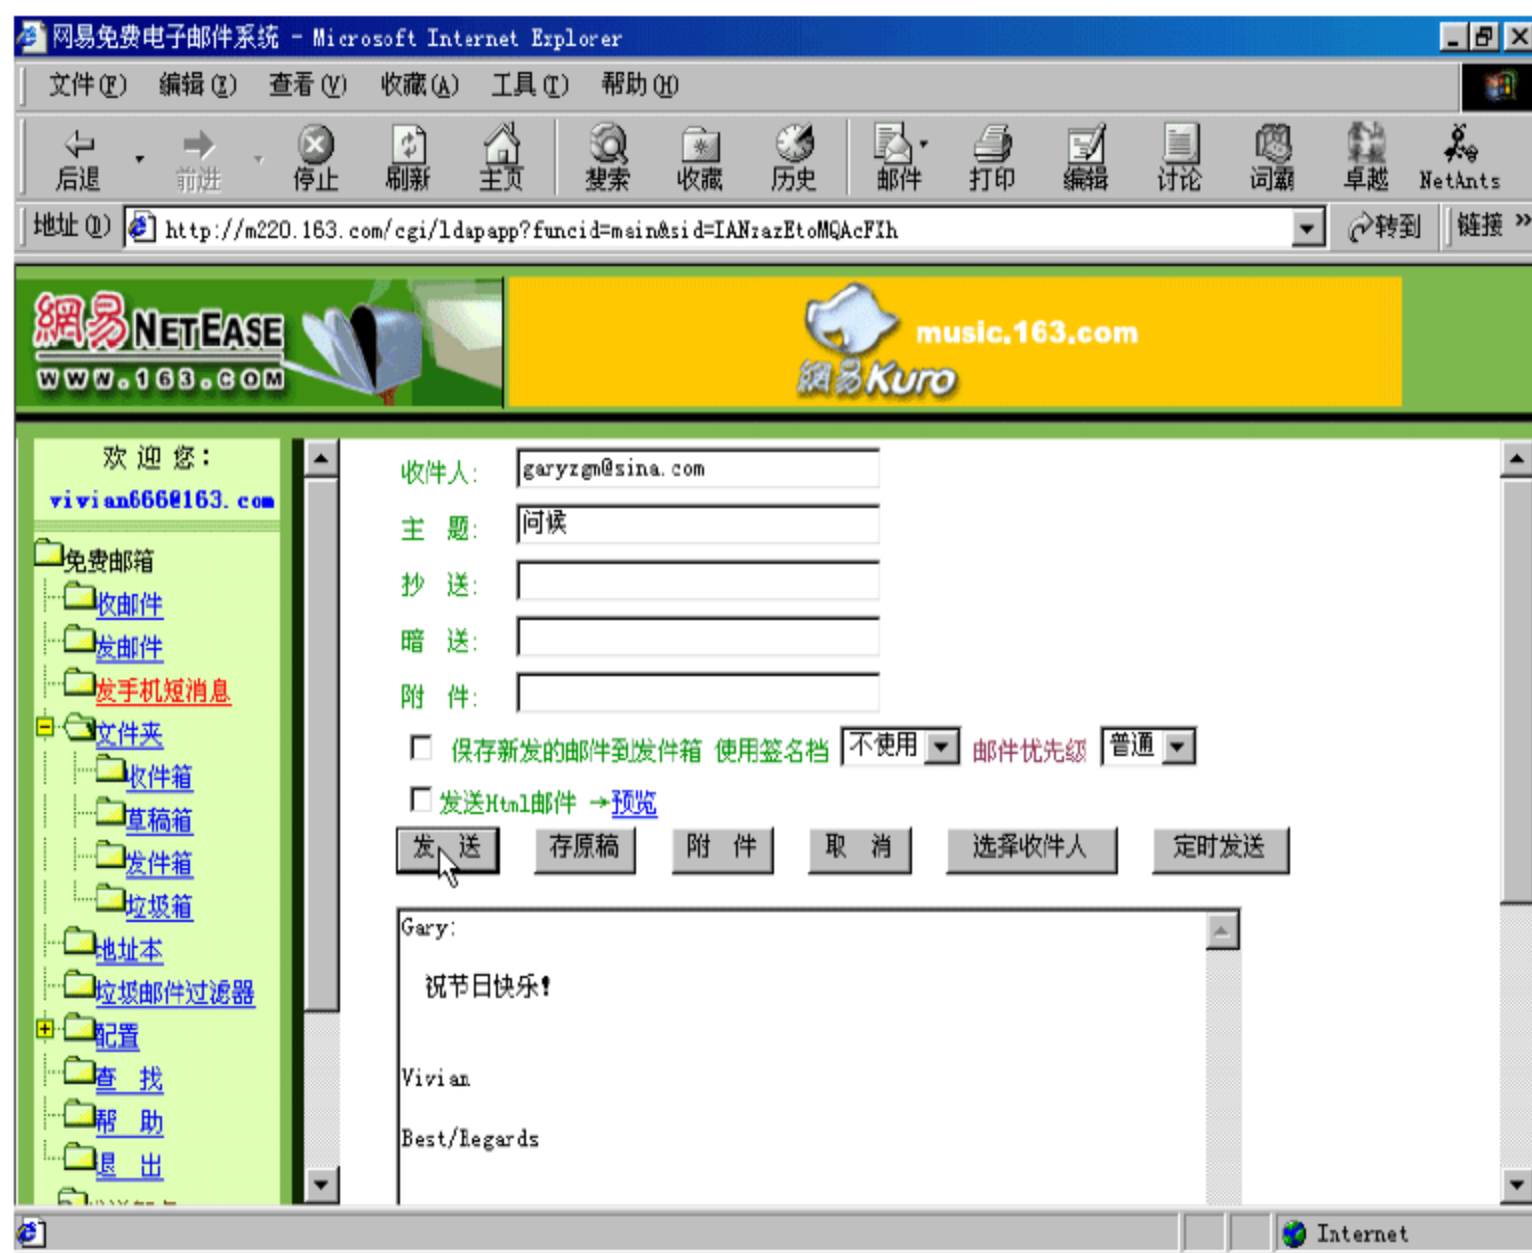 网易免费电子邮件系统 - Microsoft Internet Explorer
文件(F) 编辑(E) 查看(V) 收藏(A) 工具(T) 帮助(H)
后退 前进 停止 刷新 主页 搜索 收藏 历史 邮件 打印 编辑 讨论 词霸 卓越 NetAnts
地址(D) http://m220.163.com/cgi/ldapapp?funcid=main&sid=IANzazEtoMQAcFXh 转到 链接 »
網易 NETEASE
www.163.com
music.163.com
網易 Kuro
欢迎您：
vivian666@163.com
免费邮箱
收邮件
发邮件
发手机短消息
文件夹
收件箱
草稿箱
发件箱
垃圾箱
地址本
垃圾邮件过滤器
配置
查 找
帮 助
退 出
收件人: garyzgm@sina.com
主 题: 问候
抄 送:
暗 送:
附 件:
保存新发的邮件到发件箱 使用签名档 不使用 邮件优先级 普通
发送Html邮件 →预览
发 送 存原稿 附 件 取 消 选择收件人 定时发送
Gary:
祝节日快乐!
Vivian
Best/Regards
Internet